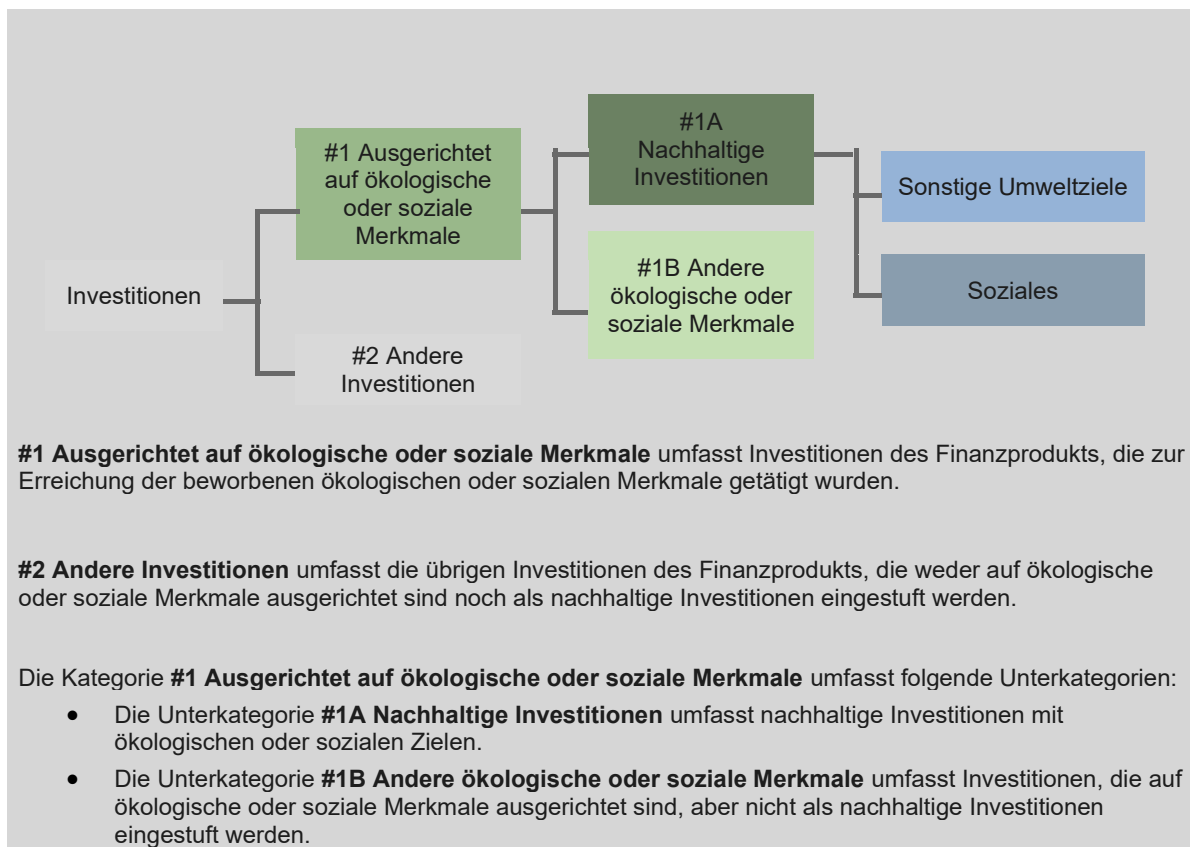 #1 Ausgerichtet
auf ökologische
oder soziale
Merkmale
#1A
Nachhaltige
Investitionen
Sonstige Umweltziele
Investitionen
#1B Andere
ökologische oder
soziale Merkmale
Soziales
#2 Andere
Investitionen
#1 Ausgerichtet auf ökologische oder soziale Merkmale umfasst Investitionen des Finanzprodukts, die zur
Erreichung der beworbenen ökologischen oder sozialen Merkmale getätigt wurden.
#2 Andere Investitionen umfasst die übrigen Investitionen des Finanzprodukts, die weder auf ökologische
oder soziale Merkmale ausgerichtet sind noch als nachhaltige Investitionen eingestuft werden.
Die Kategorie #1 Ausgerichtet auf ökologische oder soziale Merkmale umfasst folgende Unterkategorien:
• Die Unterkategorie #1A Nachhaltige Investitionen umfasst nachhaltige Investitionen mit
ökologischen oder sozialen Zielen.
• Die Unterkategorie #1B Andere ökologische oder soziale Merkmale umfasst Investitionen, die auf
ökologische oder soziale Merkmale ausgerichtet sind, aber nicht als nachhaltige Investitionen
eingestuft werden.